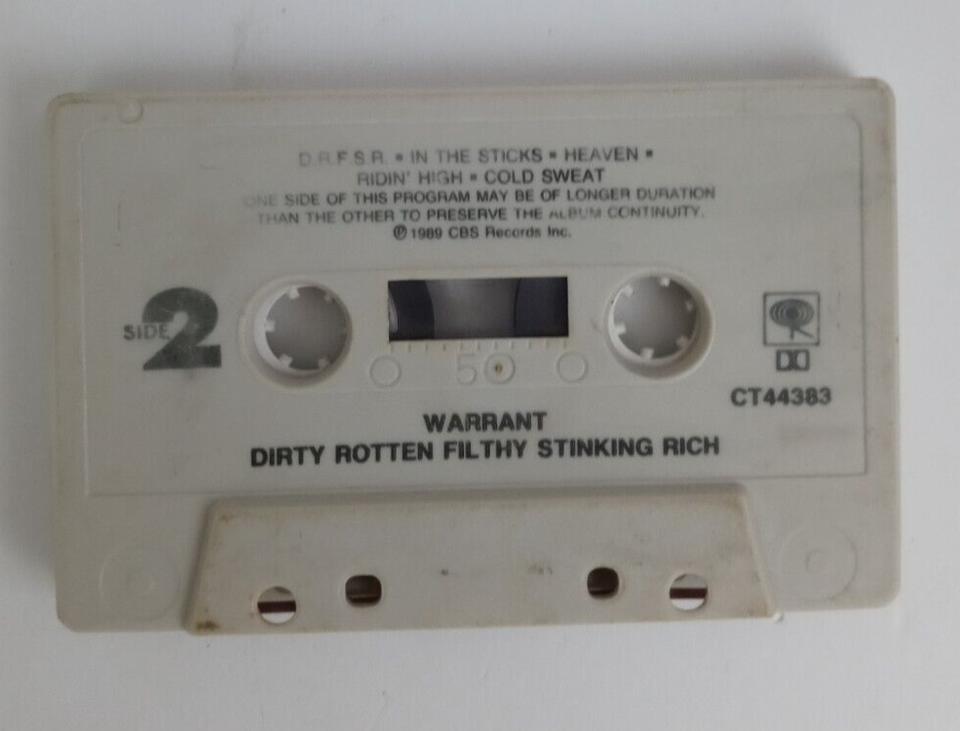 D.R.F.S.R. ▪ IN THE STICKS ▪ HEAVEN ▪
RIDIN' HIGH ▪ COLD SWEAT
ONE SIDE OF THIS PROGRAM MAY BE OF LONGER DURATION
THAN THE OTHER TO PRESERVE THE ALBUM CONTINUITY.
℗ 1989 CBS Records Inc.
SIDE 2
50
CT44383
WARRANT
DIRTY ROTTEN FILTHY STINKING RICH